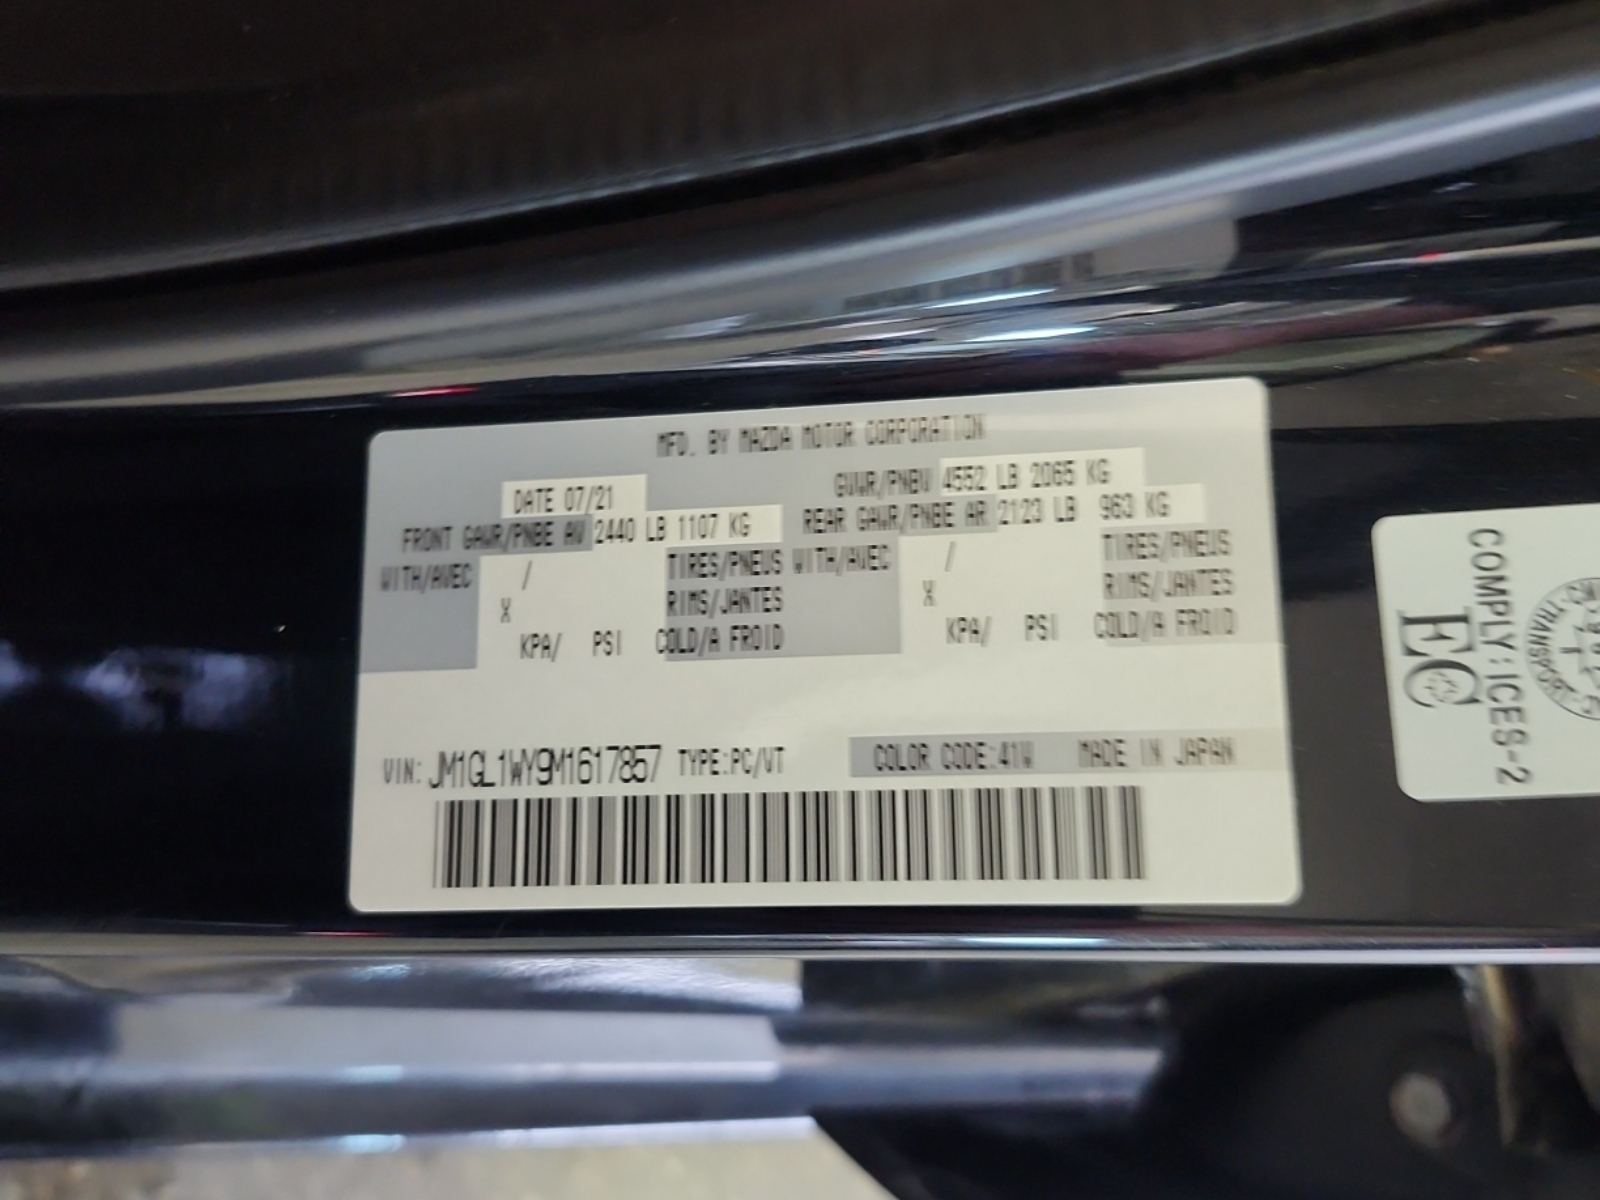 MFD. BY MAZDA MOTOR CORPORATION
DATE 07/21 GVWR/PNBV 4552 LB 2065 KG
FRONT GAWR/PNBE AV 2440 LB 1107 KG REAR GAWR/PNBE AR 2123 LB 963 KG
WITH/AVEC / TIRES/PNEUS WITH/AVEC / TIRES/PNEUS
X RIMS/JANTES X RIMS/JANTES
KPA/ PSI COLD/A FROID KPA/ PSI COLD/A FROID
VIN: JM1GL1WY9M1617857 TYPE:PC/VT COLOR CODE:41W MADE IN JAPAN
COMPLY:ICES-2
EC
TRANSPORT